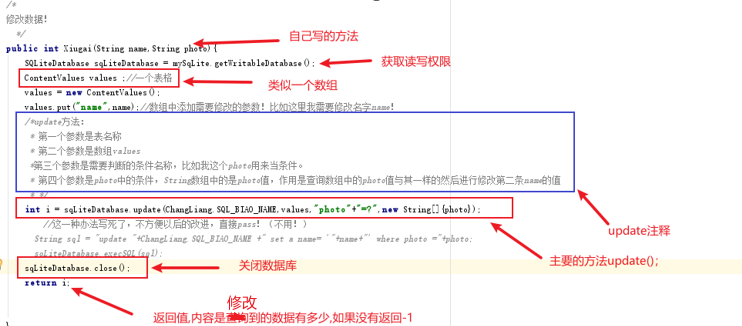 /*
修改数据!
*/
自己写的方法
public int Xiugai(String name,String photo){
SQLiteDatabase sqLiteDatabase = mySqLite.getWritableDatabase();
获取读写权限
ContentValues values ;//一个表格
类似一个数组
values = new ContentValues();
values.put("name",name);//数组中添加需要修改的参数! 比如这里我需要修改名字name!
/*update方法:
* 第一个参数是表名称
* 第二个参数是数组values
*第三个参数是需要判断的条件名称, 比如我这个photo用来当条件。
* 第四个参数是photo中的条件, String数组中的是photo值, 作用是查询数组中的photo值与其一样的然后进行修改第二条name的值
* */
int i = sqLiteDatabase.update(ChangLiang.SQL_BIAO_NAME,values,"photo"+"=?",new String[]{photo});
update注释
//这一种办法写死了, 不方便以后的改进, 直接pass! (不用!)
String sql = "update "+ChangLiang.SQL_BIAO_NAME +" set a name= '"+name+"' where photo ="+photo;
sqLiteDatabase.execSQL(sql);
主要的方法update();
sqLiteDatabase.close();
关闭数据库
return i;
修改
返回值,内容是查询到的数据有多少,如果没有返回-1
}